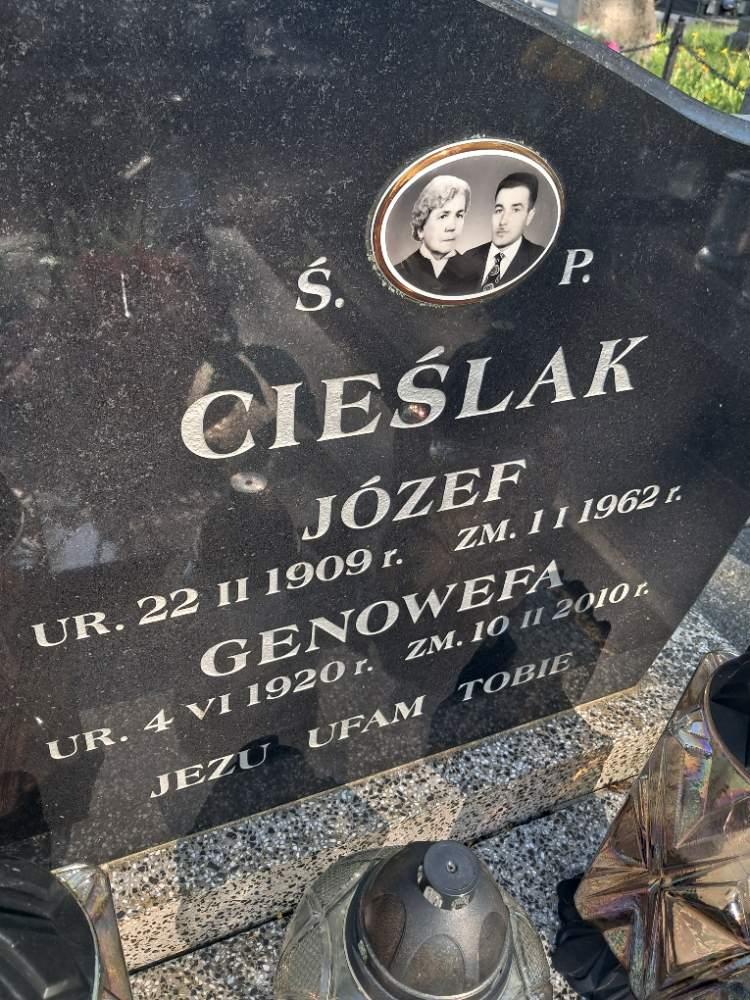 Ś. P.
CIEŚLAK
JÓZEF
UR. 22 II 1909 r. ZM. 1 I 1962 r.
GENOWEFA
UR. 4 VI 1920 r. ZM. 10 II 2010 r.
JEZU UFAM TOBIE